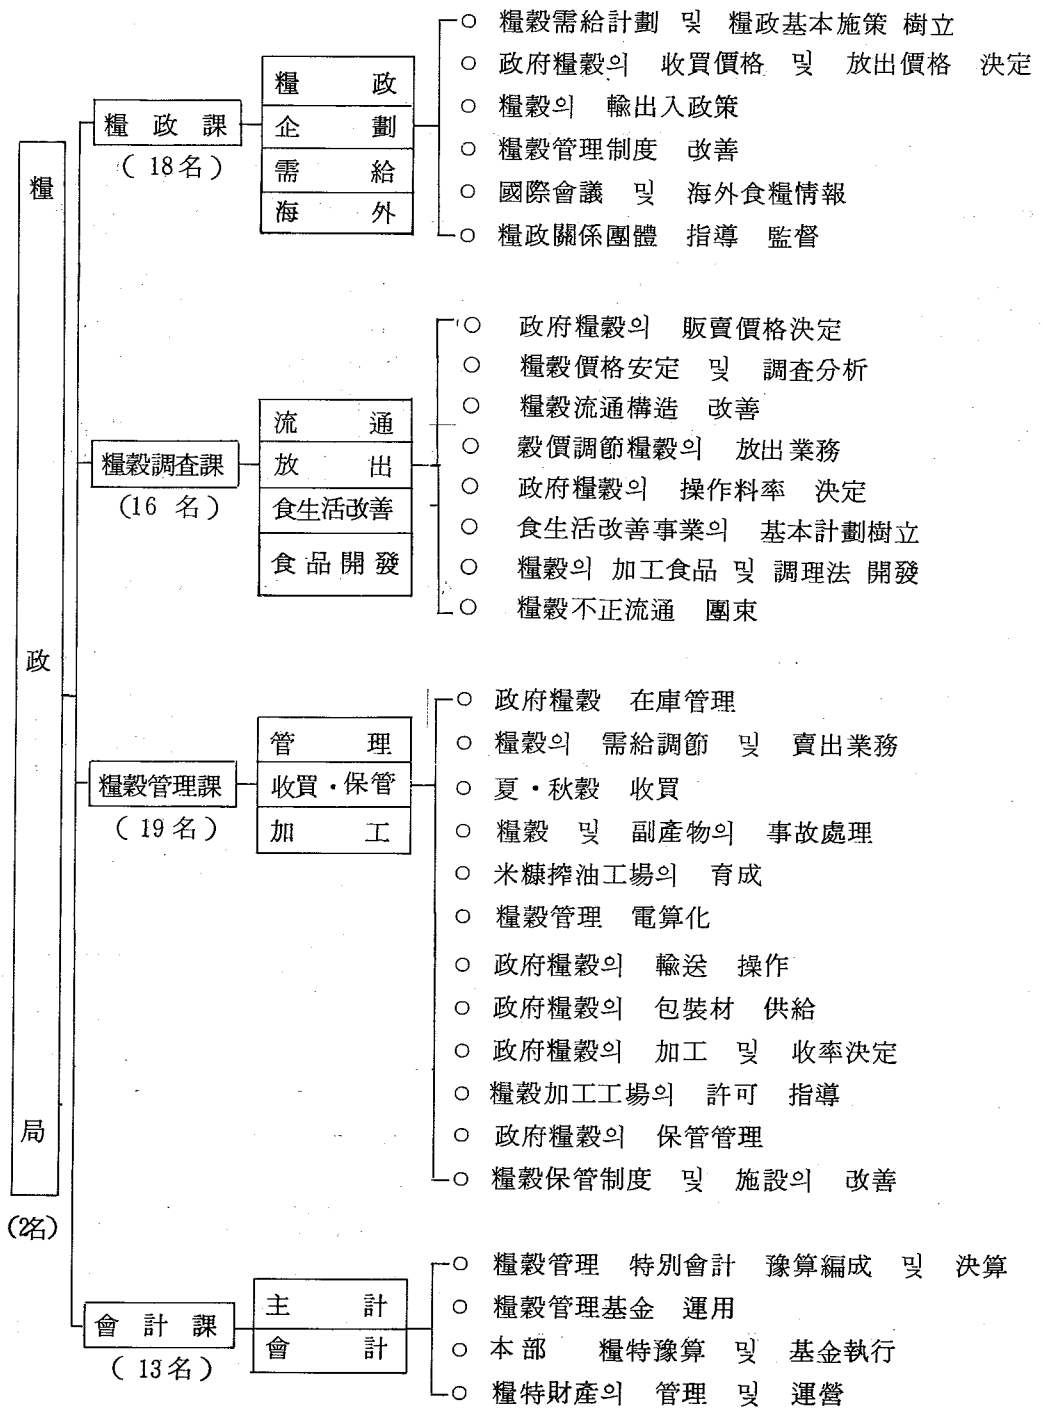 糧 政 局
(2名)
糧 政 課
( 18名)
糧 政
企 劃
需 給
海 外
○ 糧穀需給計劃 및 糧政基本施策 樹立
○ 政府糧穀의 收買價格 및 放出價格 決定
○ 糧穀의 輸出入政策
○ 糧穀管理制度 改善
○ 國際會議 및 海外食糧情報
○ 糧政關係團體 指導 監督
糧穀調査課
(16 名)
流 通
放 出
食生活改善
食品開發
○ 政府糧穀의 販賣價格決定
○ 糧穀價格安定 및 調査分析
○ 糧穀流通構造 改善
○ 穀價調節糧穀의 放出業務
○ 政府糧穀의 操作料率 決定
○ 食生活改善事業의 基本計劃樹立
○ 糧穀의 加工食品 및 調理法 開發
○ 糧穀不正流通 團束
糧穀管理課
( 19名)
管 理
收買・保管
加 工
○ 政府糧穀 在庫管理
○ 糧穀의 需給調節 및 賣出業務
○ 夏・秋穀 收買
○ 糧穀 및 副產物의 事故處理
○ 米糠搾油工場의 育成
○ 糧穀管理 電算化
○ 政府糧穀의 輸送 操作
○ 政府糧穀의 包裝材 供給
○ 政府糧穀의 加工 및 收率決定
○ 糧穀加工工場의 許可 指導
○ 政府糧穀의 保管管理
○ 糧穀保管制度 및 施設의 改善
會 計 課
( 13名)
主 計
會 計
○ 糧穀管理 特別會計 豫算編成 및 決算
○ 糧穀管理基金 運用
○ 本部 糧特豫算 및 基金執行
○ 糧特財產의 管理 및 運營